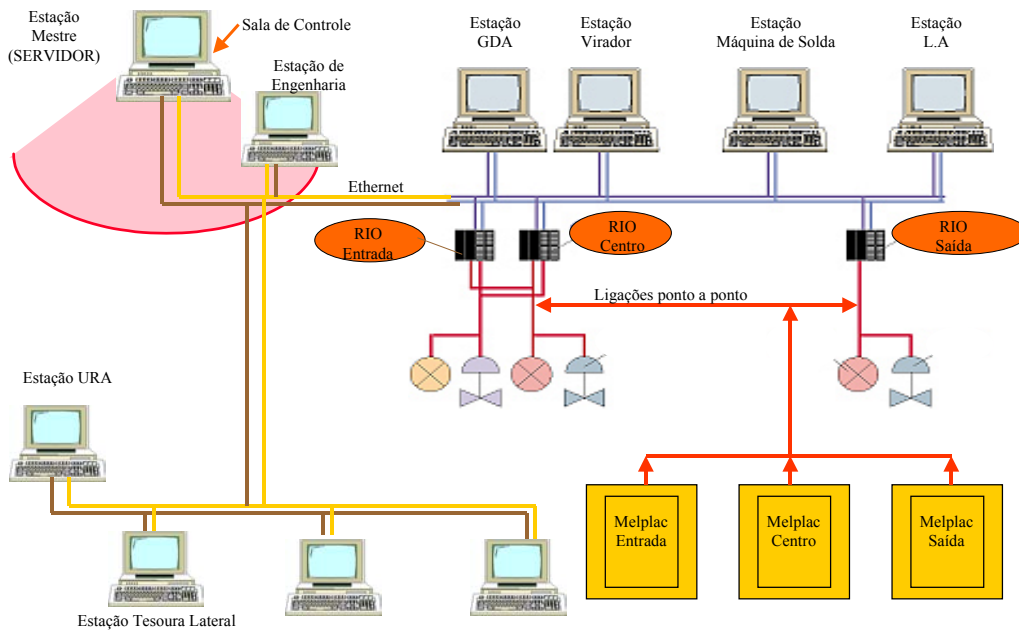 Estação
Mestre
(SERVIDOR)
Sala de Controle
Estação de
Engenharia
Estação
GDA
Estação
Virador
Estação
Máquina de Solda
Estação
L.A
Ethernet
RIO
Entrada
RIO
Centro
RIO
Saída
Ligações ponto a ponto
Estação URA
Melplac
Entrada
Melplac
Centro
Melplac
Saída
Estação Tesoura Lateral